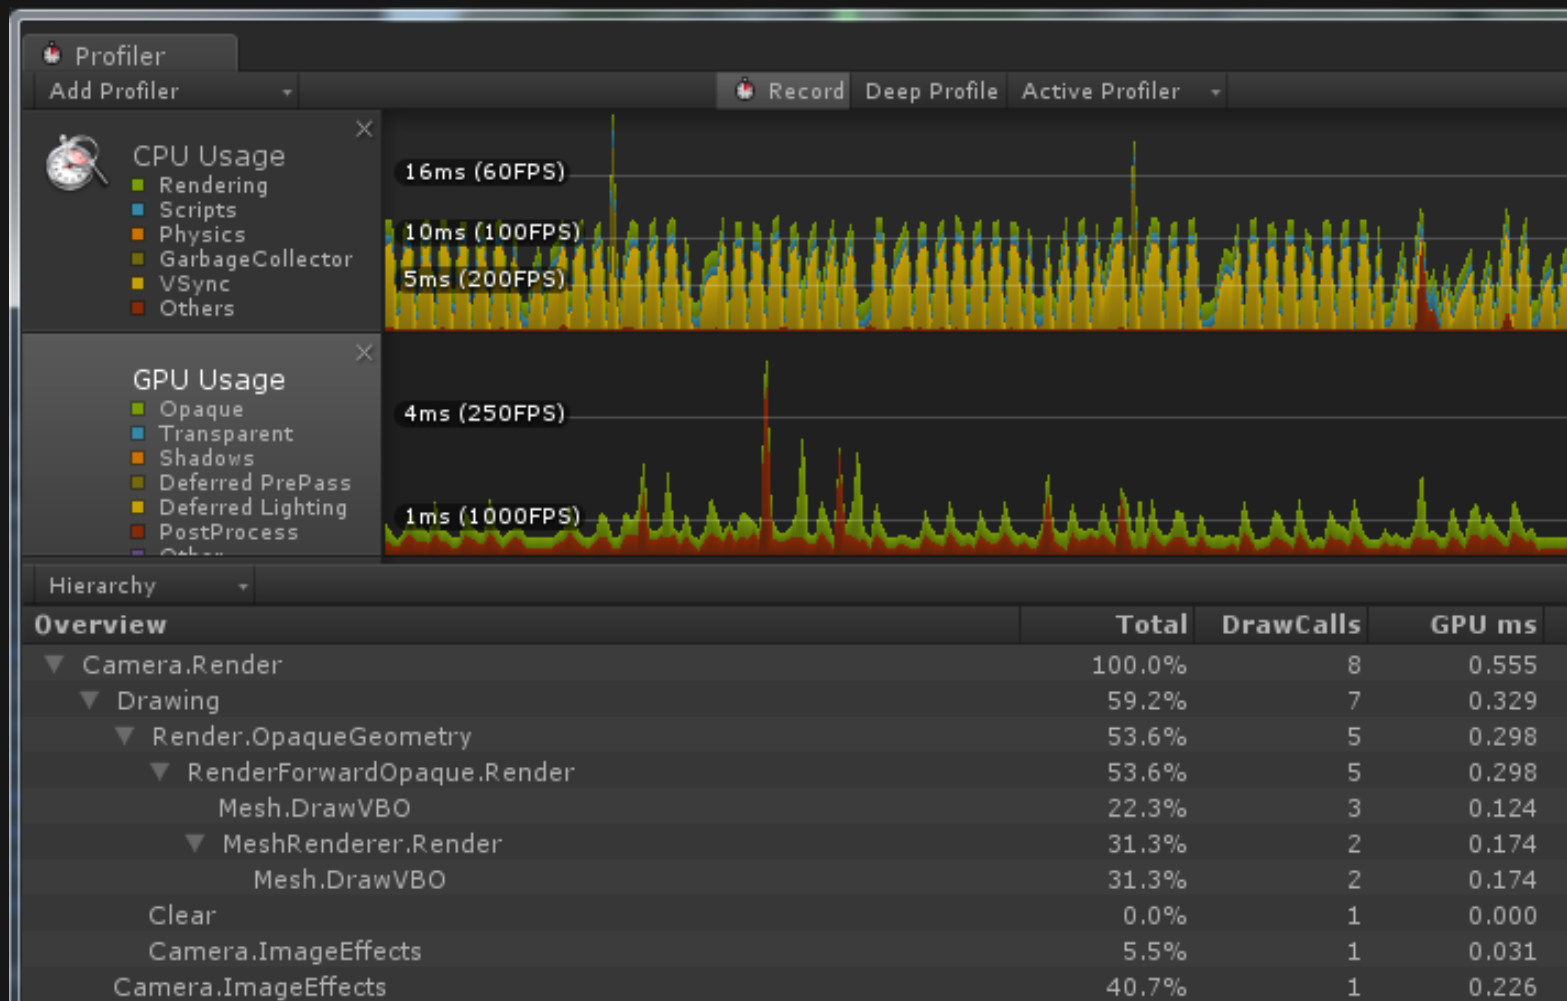 Profiler
Add Profiler Record Deep Profile Active Profiler
CPU Usage
Rendering
Scripts
Physics
GarbageCollector
VSync
Others
16ms (60FPS)
10ms (100FPS)
5ms (200FPS)
GPU Usage
Opaque
Transparent
Shadows
Deferred PrePass
Deferred Lighting
PostProcess
Other
4ms (250FPS)
1ms (1000FPS)
Hierarchy
Overview Total DrawCalls GPU ms
Camera.Render 100.0% 8 0.555
Drawing 59.2% 7 0.329
Render.OpaqueGeometry 53.6% 5 0.298
RenderForwardOpaque.Render 53.6% 5 0.298
Mesh.DrawVBO 22.3% 3 0.124
MeshRenderer.Render 31.3% 2 0.174
Mesh.DrawVBO 31.3% 2 0.174
Clear 0.0% 1 0.000
Camera.ImageEffects 5.5% 1 0.031
Camera.ImageEffects 40.7% 1 0.226